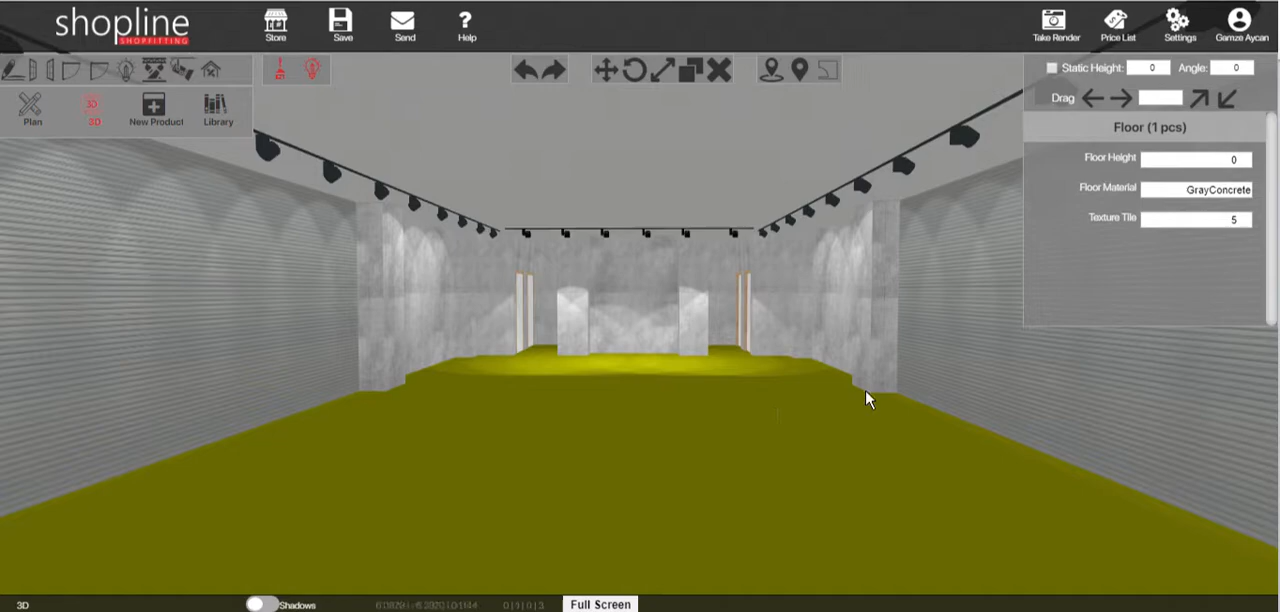 shopline
SHOPFITTING
Store
Save
Send
?
Help
Take Render
Price List
Settings
Gamze Aycan
Static Height: 0 Angle: 0
Drag
Plan
3D
3D
New Product
Library
Floor (1 pcs)
Floor Height 0
Floor Material GrayConcrete
Texture Tile 5
3D
Shadows
Full Screen